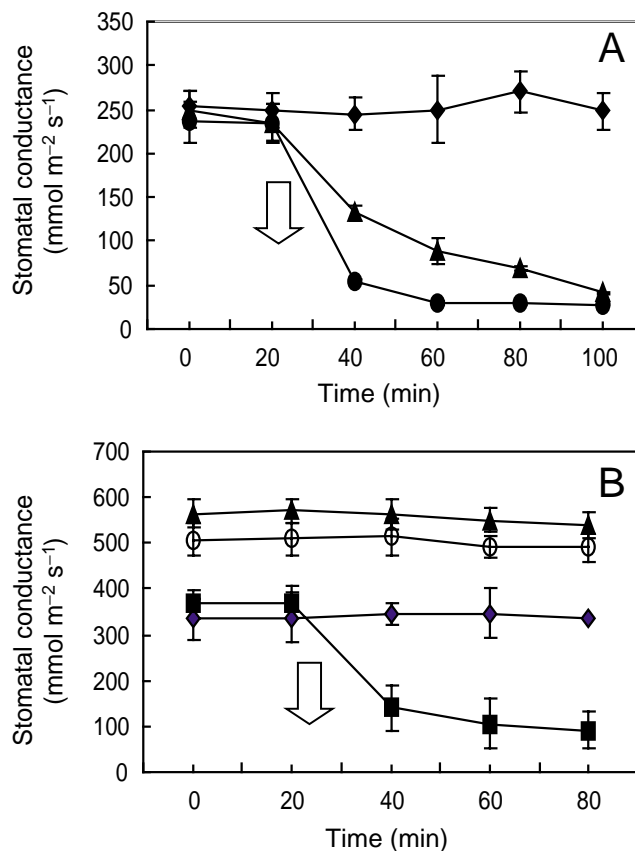 A
350
300
250
200
150
100
50
0
Stomatal conductance
(mmol m⁻² s⁻¹)
0 20 40 60 80 100
Time (min)
B
700
600
500
400
300
200
100
0
Stomatal conductance
(mmol m⁻² s⁻¹)
0 20 40 60 80
Time (min)